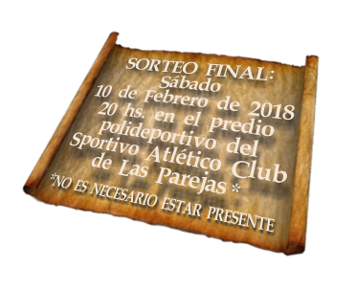 SORTEO FINAL:
Sábado
10 de Febrero de 2018
20 hs. en el predio
polideportivo del
Sportivo Atlético Club
de Las Parejas *
*NO ES NECESARIO ESTAR PRESENTE